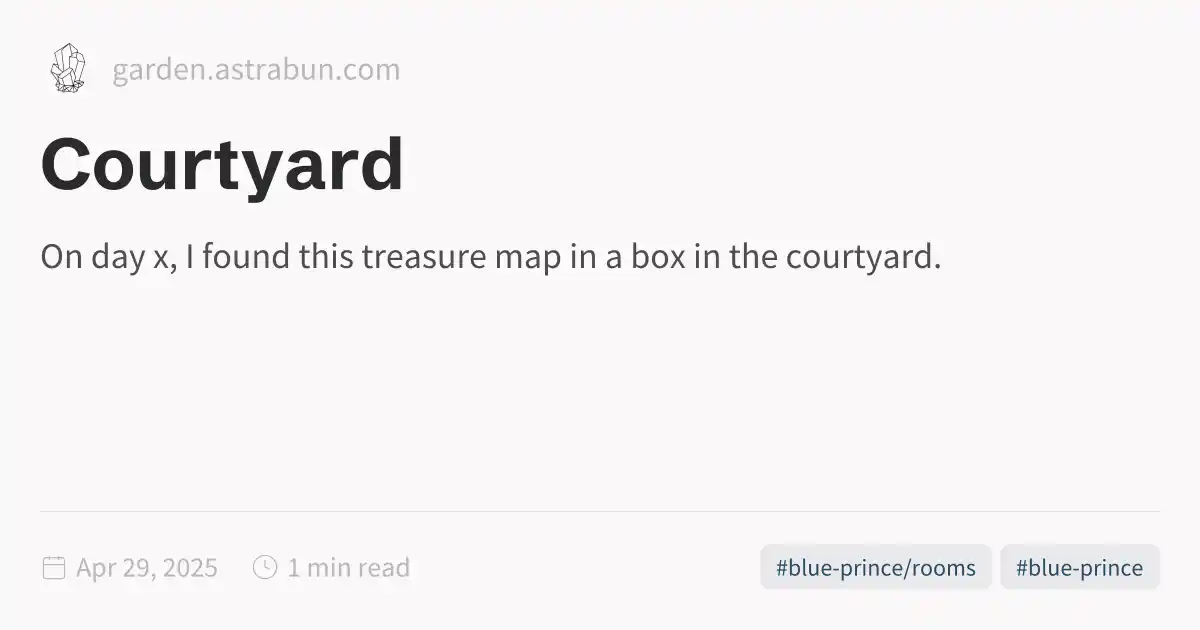 garden.astrabun.com
Courtyard
On day x, I found this treasure map in a box in the courtyard.
Apr 29, 2025 1 min read #blue-prince/rooms #blue-prince